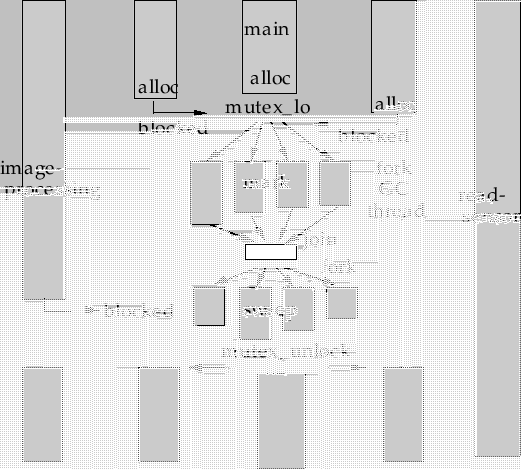 main
alloc
alloc
alloc
mutex_lo
blocked
blocked
image-
processing
mark
fork
GC
thread
read-
sensor
join
fork
blocked
sweep
mutex_unlock